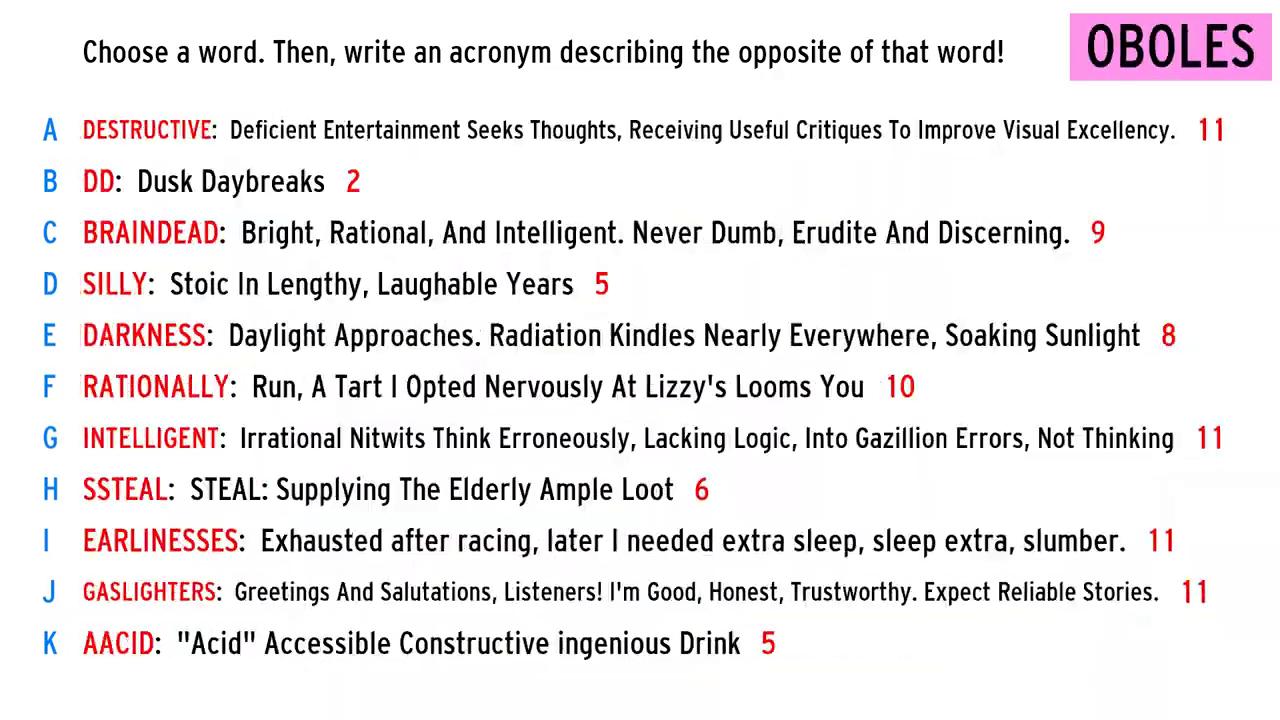 Choose a word. Then, write an acronym describing the opposite of that word!
OBOLES
A DESTRUCTIVE: Deficient Entertainment Seeks Thoughts, Receiving Useful Critiques To Improve Visual Excellency. 11
B DD: Dusk Daybreaks 2
C BRAINDEAD: Bright, Rational, And Intelligent. Never Dumb, Erudite And Discerning. 9
D SILLY: Stoic In Lengthy, Laughable Years 5
E DARKNESS: Daylight Approaches. Radiation Kindles Nearly Everywhere, Soaking Sunlight 8
F RATIONALLY: Run, A Tart I Opted Nervously At Lizzy's Looms You 10
G INTELLIGENT: Irrational Nitwits Think Erroneously, Lacking Logic, Into Gazillion Errors, Not Thinking 11
H SSTEAL: STEAL: Supplying The Elderly Ample Loot 6
I EARLINESSES: Exhausted after racing, later I needed extra sleep, sleep extra, slumber. 11
J GASLIGHTERS: Greetings And Salutations, Listeners! I'm Good, Honest, Trustworthy. Expect Reliable Stories. 11
K AACID: "Acid" Accessible Constructive ingenious Drink 5